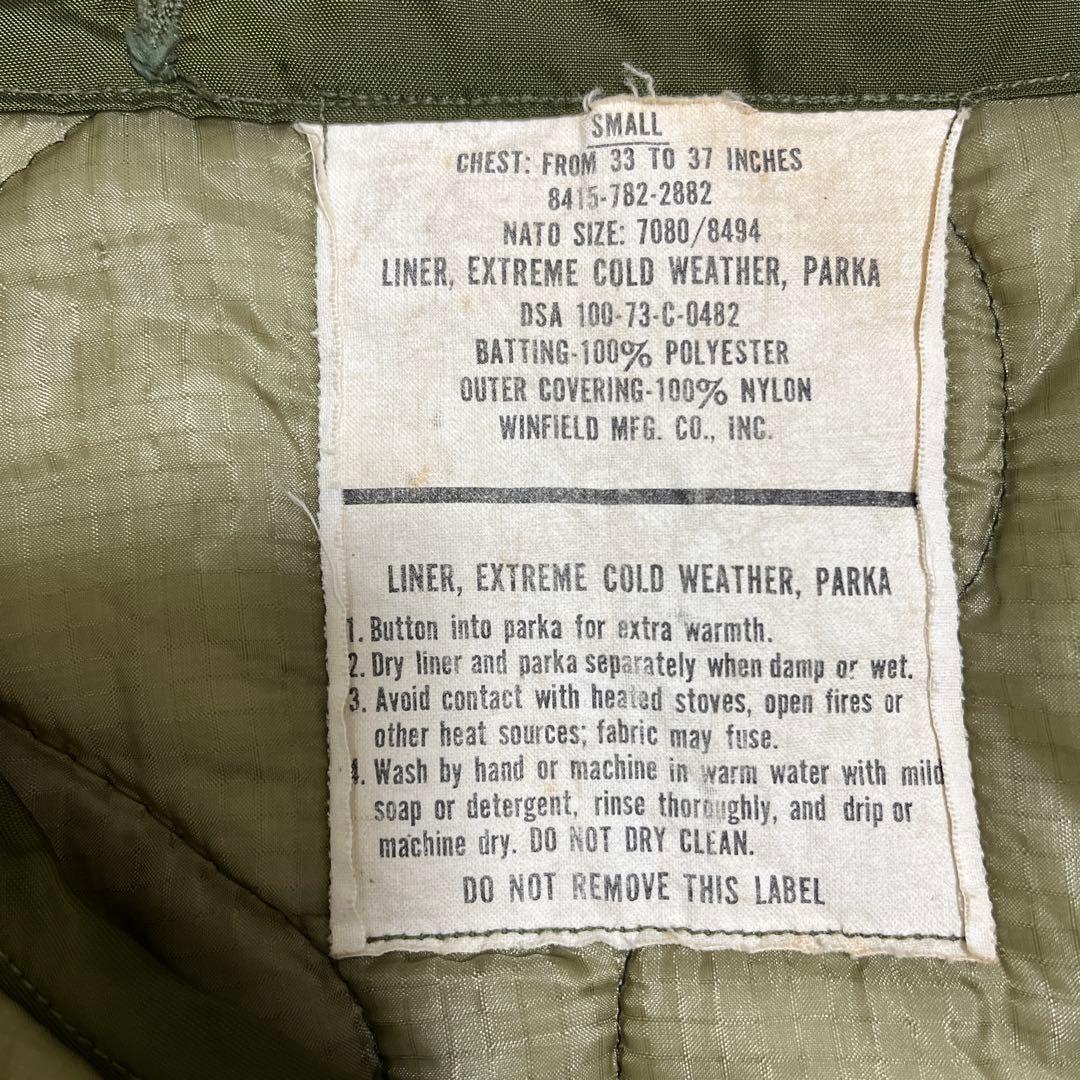 SMALL
CHEST: FROM 33 TO 37 INCHES
8415-782-2882
NATO SIZE: 7080/8494
LINER, EXTREME COLD WEATHER, PARKA
DSA 100-73-C-0482
BATTING-100% POLYESTER
OUTER COVERING-100% NYLON
WINFIELD MFG. CO., INC.
LINER, EXTREME COLD WEATHER, PARKA
1. Button into parka for extra warmth.
2. Dry liner and parka separately when damp or wet.
3. Avoid contact with heated stoves, open fires or
other heat sources; fabric may fuse.
4. Wash by hand or machine in warm water with mild
soap or detergent, rinse thoroughly, and drip or
machine dry. DO NOT DRY CLEAN.
DO NOT REMOVE THIS LABEL